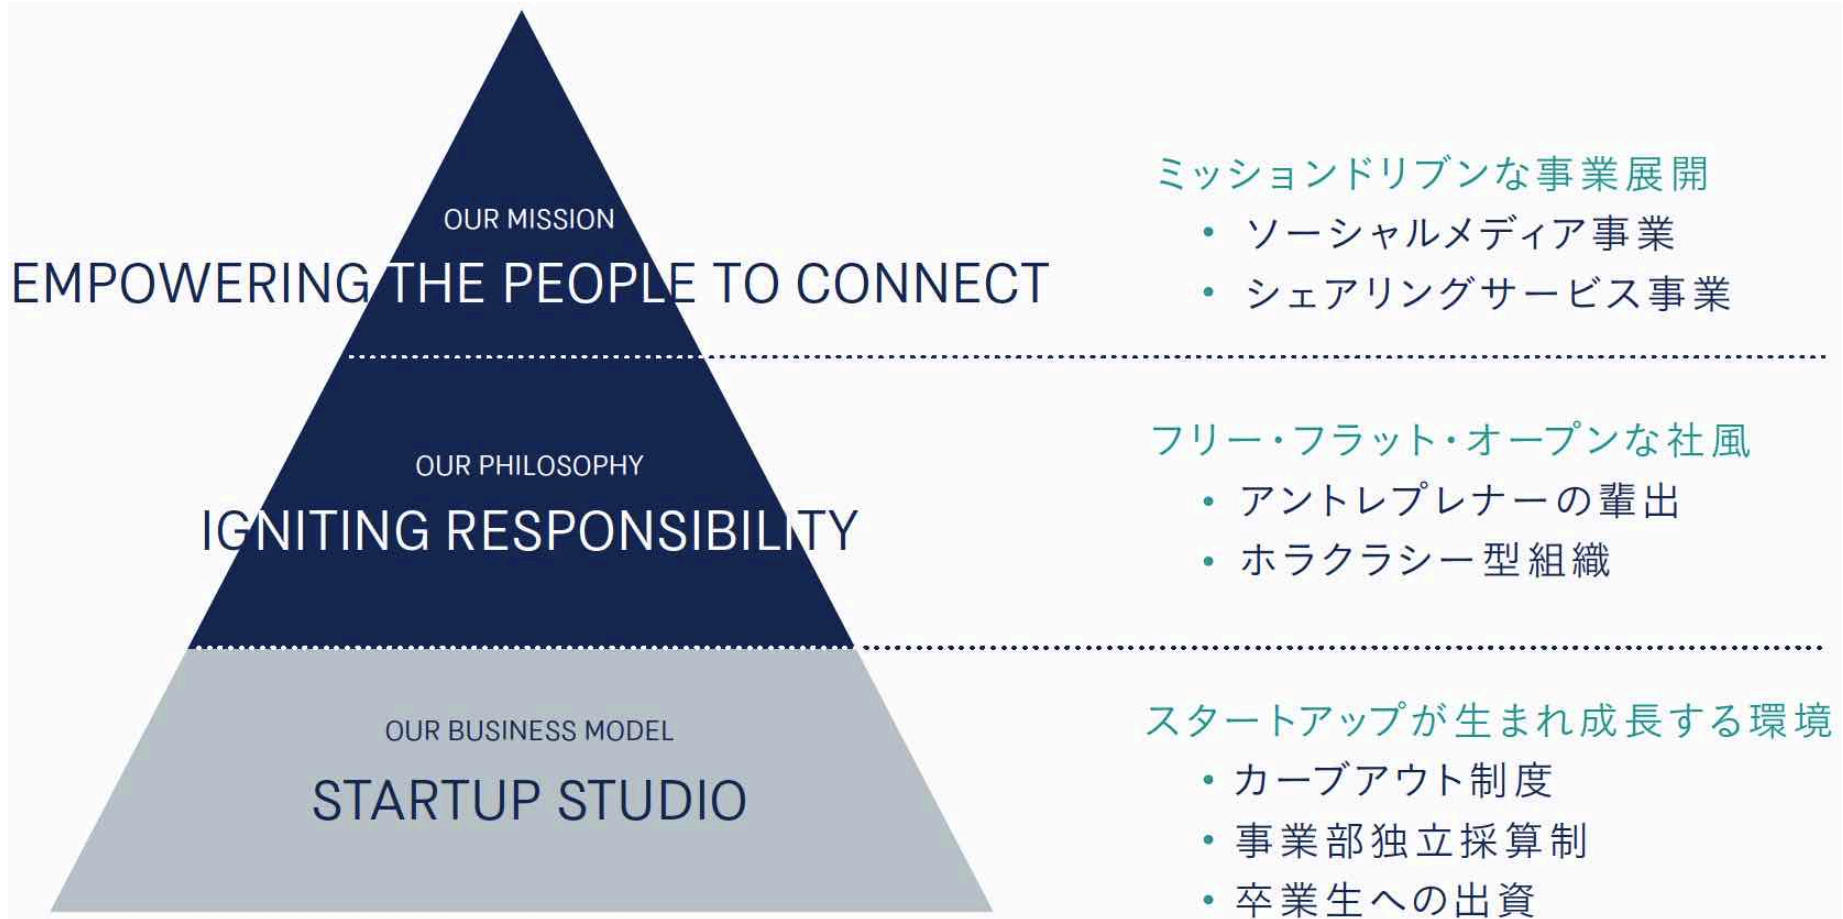 OUR MISSION
EMPOWERING THE PEOPLE TO CONNECT
ミッションドリブンな事業展開
• ソーシャルメディア事業
• シェアリングサービス事業
OUR PHILOSOPHY
IGNITING RESPONSIBILITY
フリー・フラット・オープンな社風
• アントレプレナーの輩出
• ホラクラシー型組織
OUR BUSINESS MODEL
STARTUP STUDIO
スタートアップが生まれ成長する環境
• カーブアウト制度
• 事業部独立採算制
• 卒業生への出資